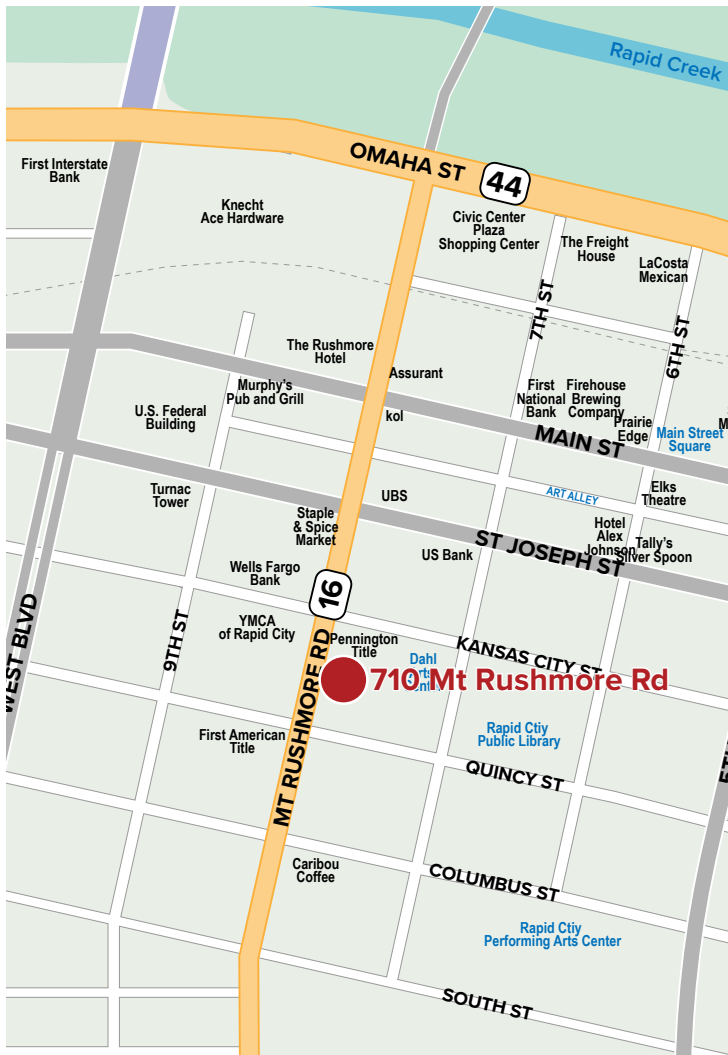 Rapid Creek
OMAHA ST
44
First Interstate
Bank
Knecht
Ace Hardware
Civic Center
Plaza
Shopping Center
The Freight
House
LaCosta
Mexican
7TH ST
6TH ST
The Rushmore
Hotel
Assurant
Murphy's
Pub and Grill
kol
U.S. Federal
Building
First
National
Bank
Firehouse
Brewing
Company
Prairie
Edge
M
Main Street
Square
MAIN ST
Turnac
Tower
UBS
ART ALLEY
Elks
Theatre
Staple
& Spice
Market
Hotel
Alex
Johnson
Tally's
Silver Spoon
US Bank
ST JOSEPH ST
Wells Fargo
Bank
16
YMCA
of Rapid City
9TH ST
WEST BLVD
Pennington
Title
KANSAS CITY ST
Dahl
Arts
Center
710 Mt Rushmore Rd
MT RUSHMORE RD
First American
Title
Rapid Ctiy
Public Library
QUINCY ST
Caribou
Coffee
COLUMBUS ST
Rapid Ctiy
Performing Arts Center
SOUTH ST